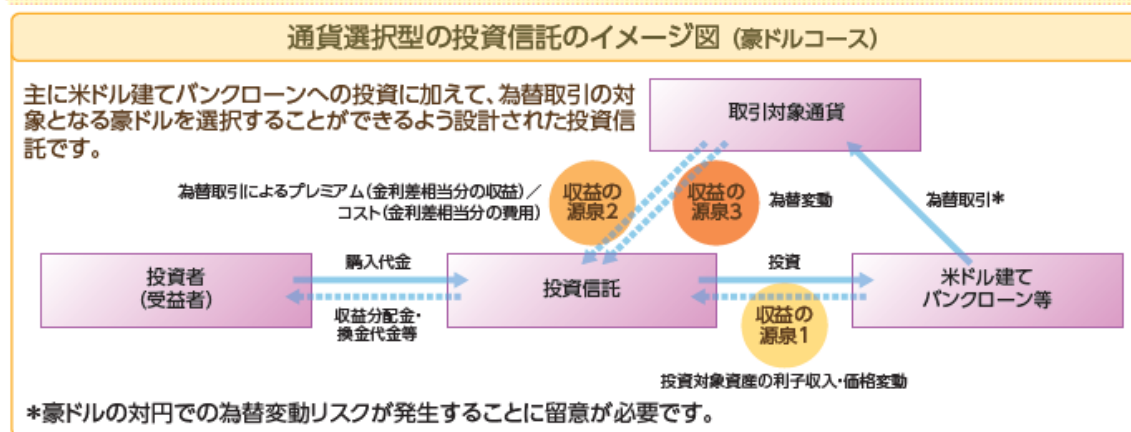 通貨選択型の投資信託のイメージ図（豪ドルコース）
主に米ドル建てバンクローンへの投資に加えて、為替取引の対
象となる豪ドルを選択することができるよう設計された投資信
託です。
取引対象通貨
為替取引によるプレミアム（金利差相当分の収益）／
コスト（金利差相当分の費用）
収益の
源泉2
収益の
源泉3
為替変動
為替取引＊
投資者
（受益者）
購入代金
収益分配金・
換金代金等
投資信託
投資
収益の
源泉1
米ドル建て
バンクローン等
投資対象資産の利子収入・価格変動
＊豪ドルの対円での為替変動リスクが発生することに留意が必要です。